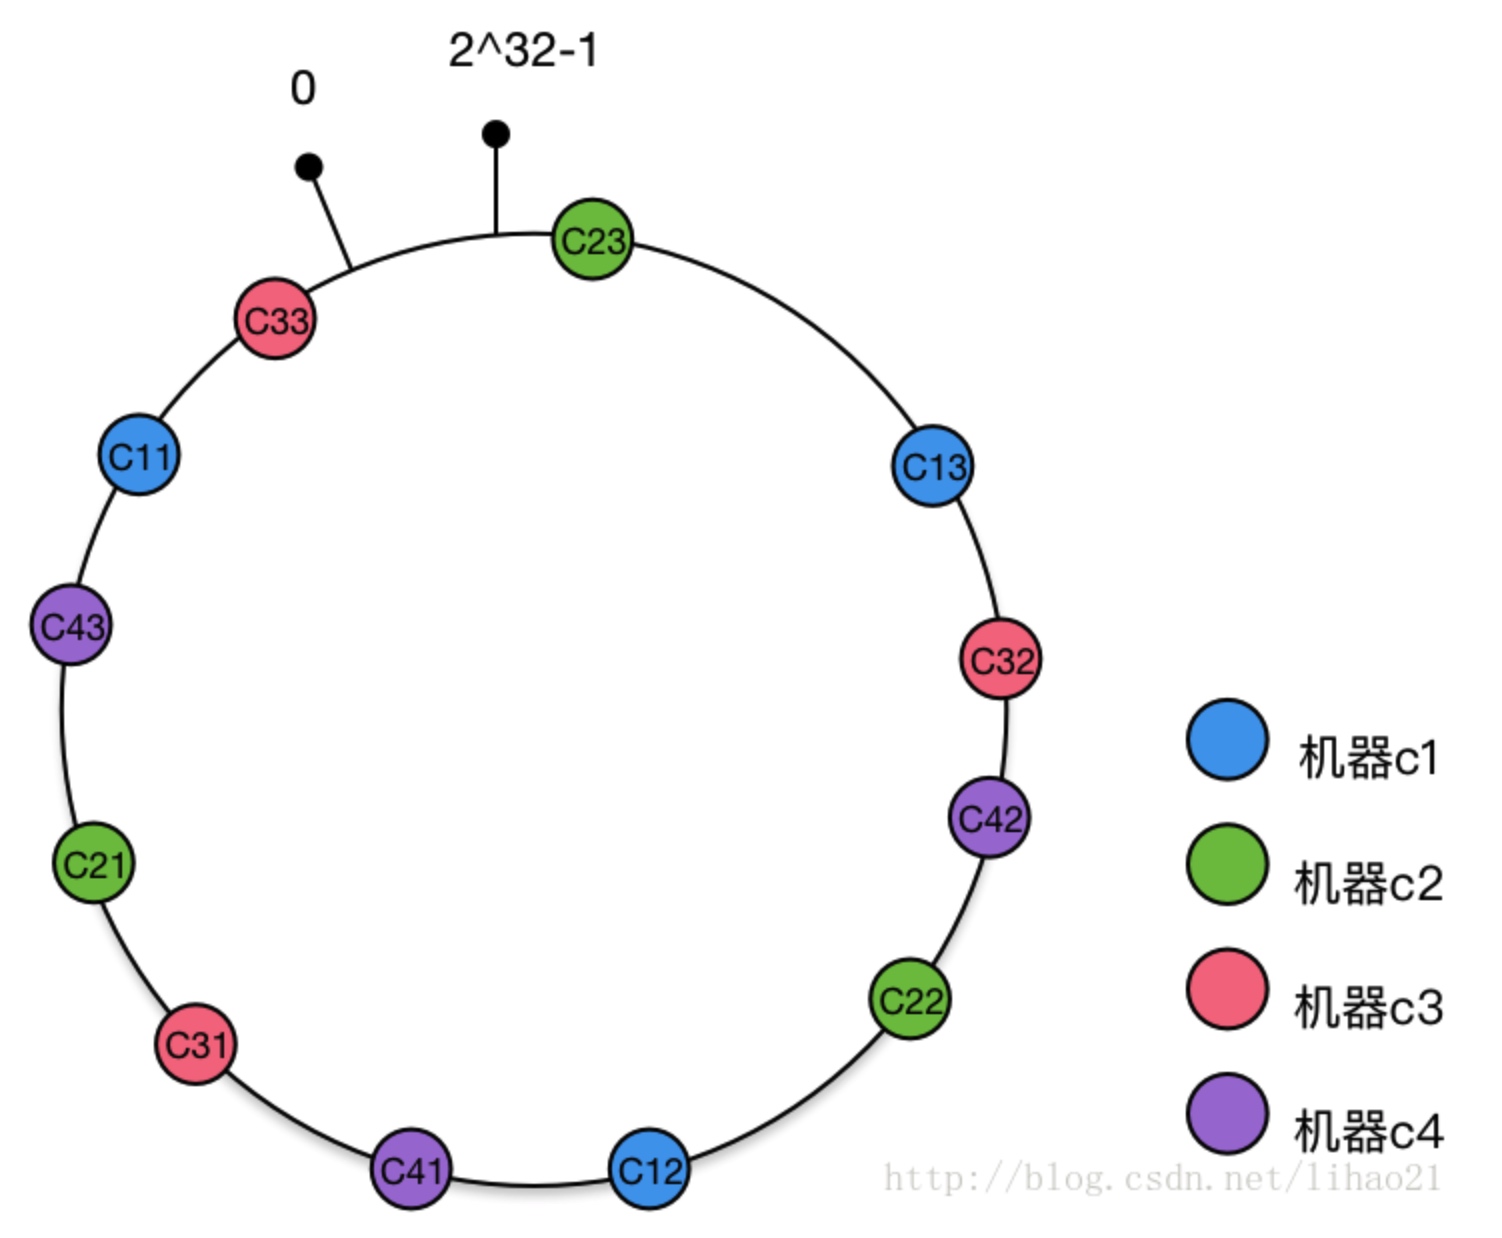 2^32-1
0
C23
C33
C11
C13
C43
C32
C42
C21
C22
C31
C41
C12
机器c1
机器c2
机器c3
机器c4
http://blog.csdn.net/lihao21